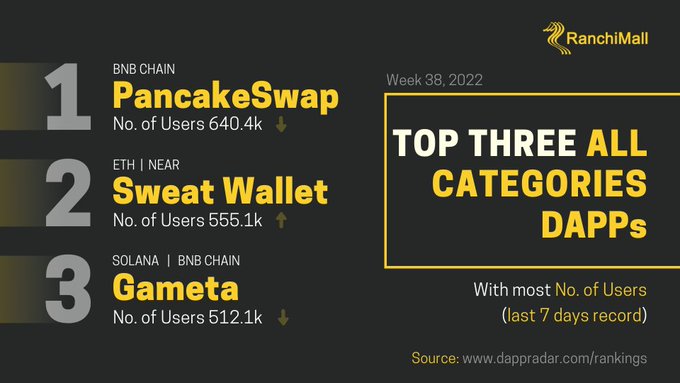 RanchiMall
1
BNB CHAIN
PancakeSwap
No. of Users 640.4k
2
ETH | NEAR
Sweat Wallet
No. of Users 555.1k
3
SOLANA | BNB CHAIN
Gameta
No. of Users 512.1k
Week 38, 2022
TOP THREE ALL
CATEGORIES
DAPPs
With most No. of Users
(last 7 days record)
Source: www.dappradar.com/rankings